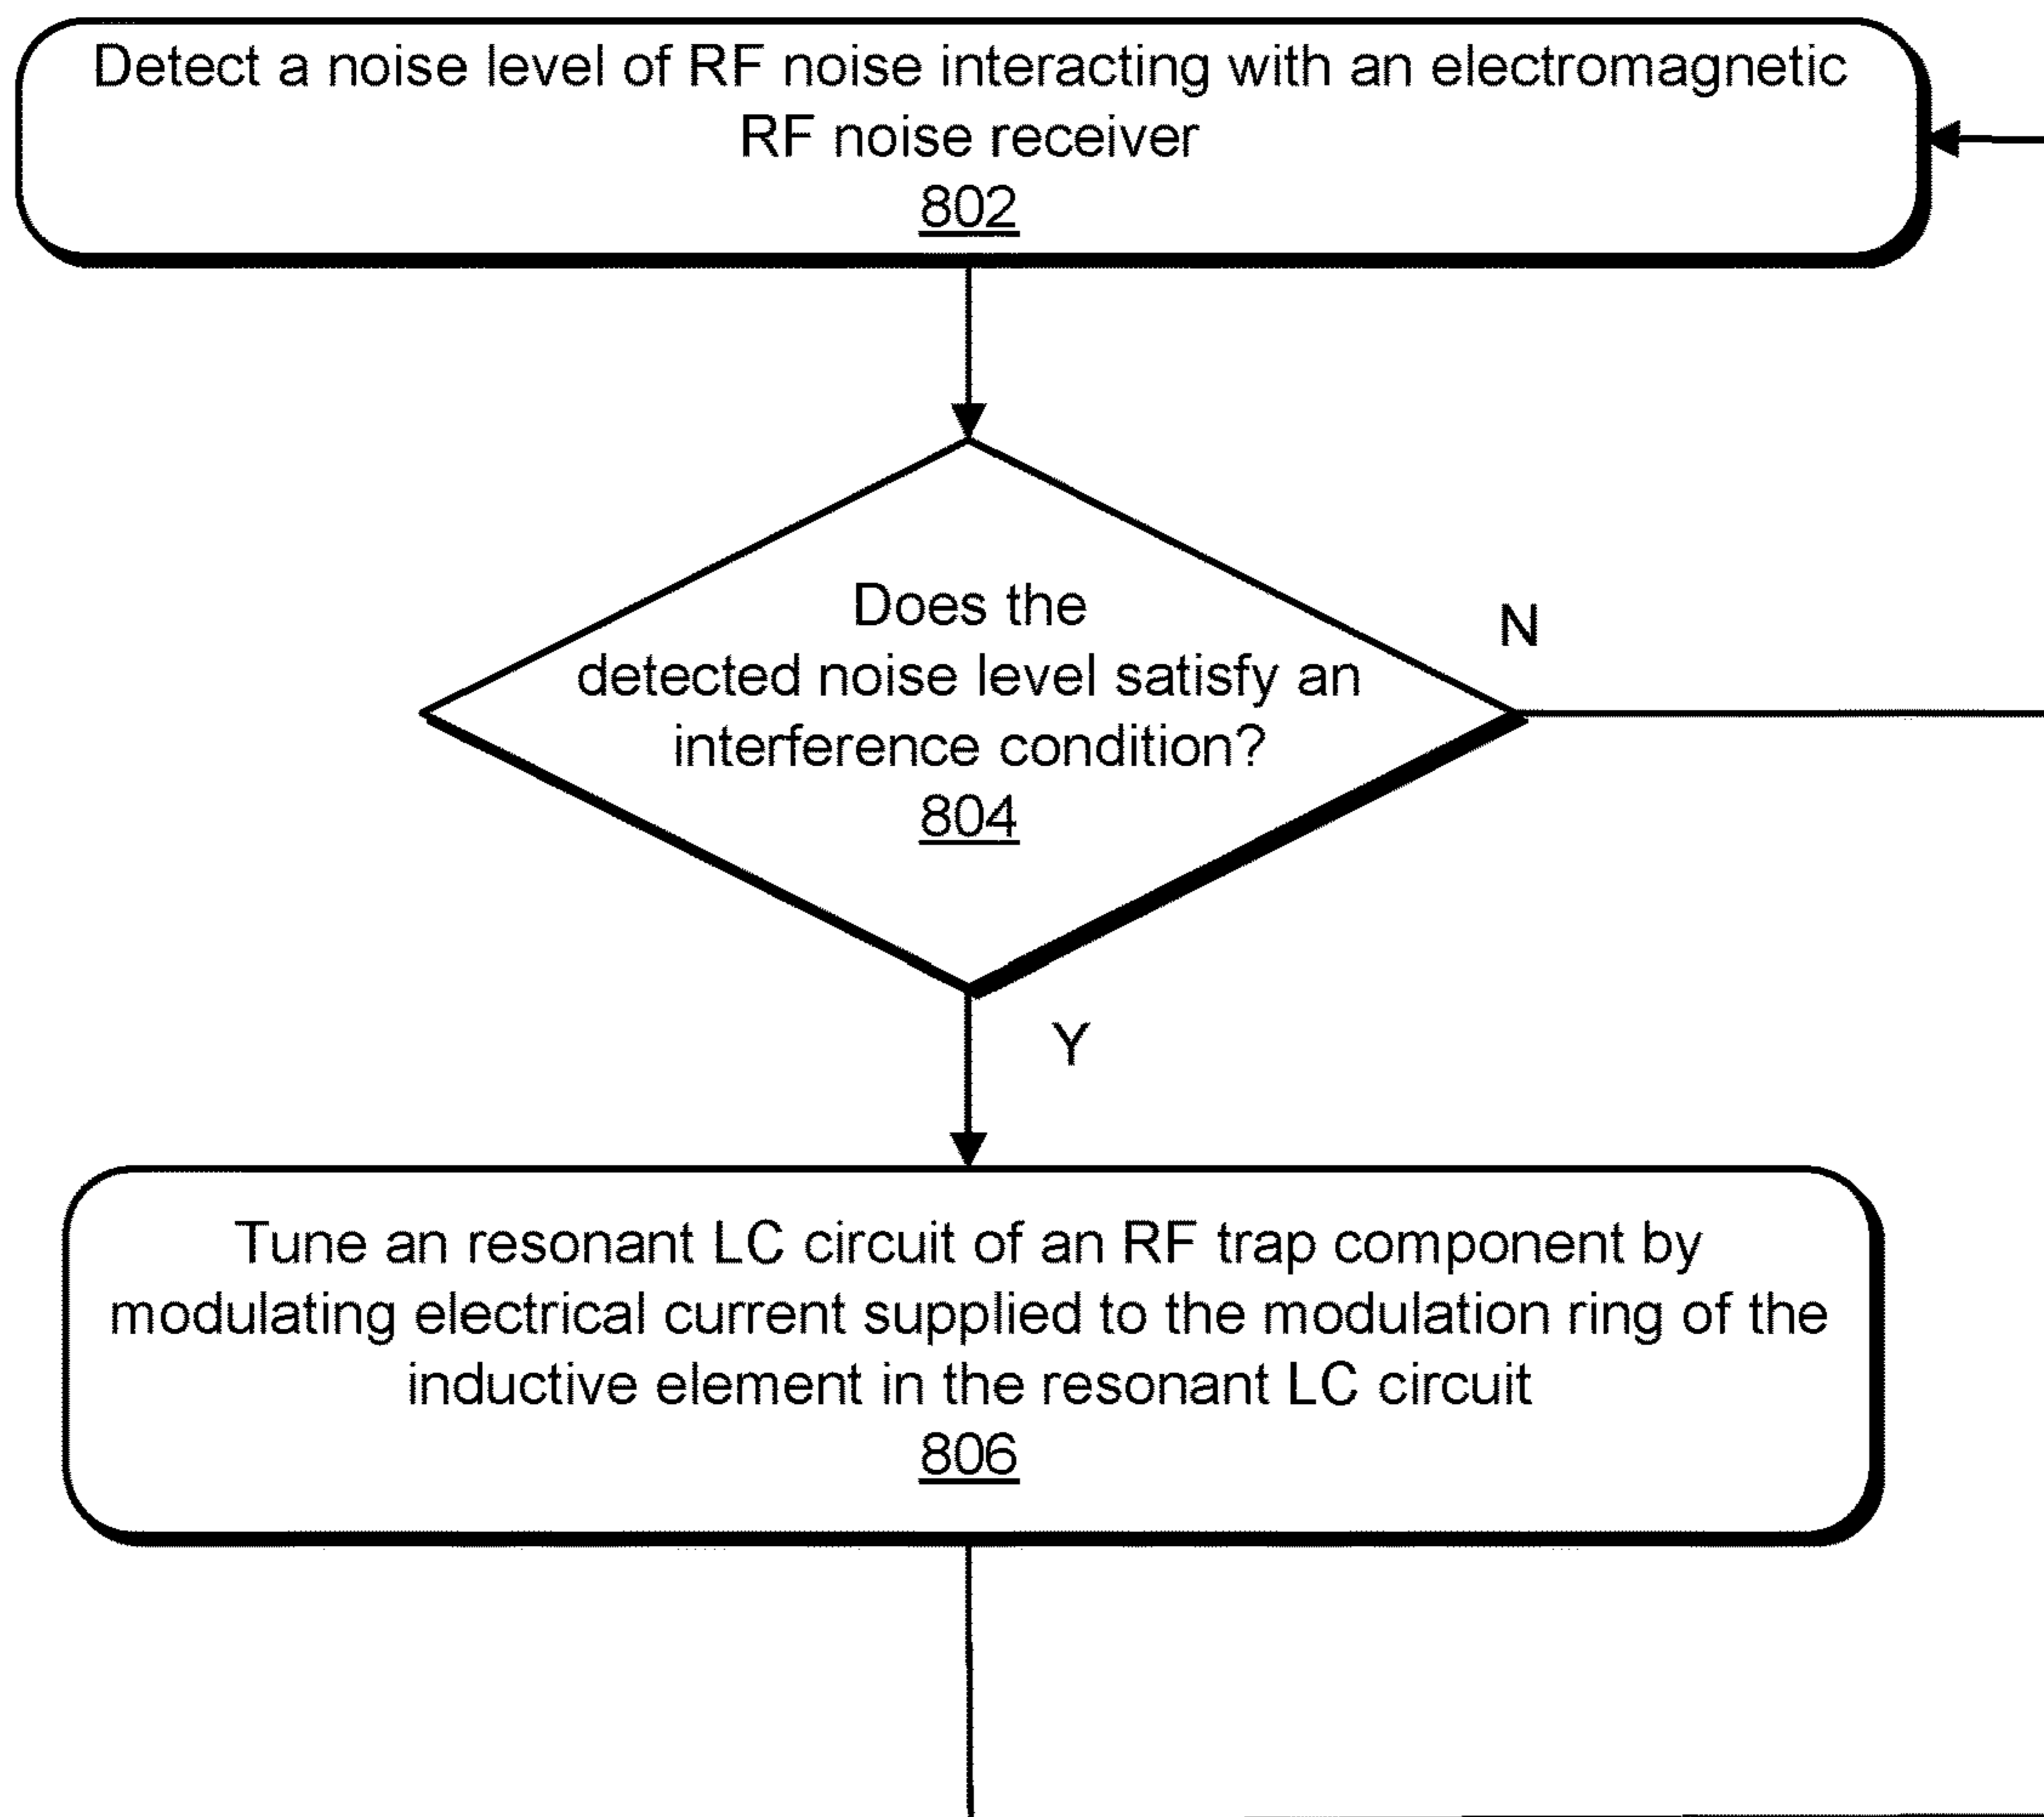 Detect a noise level of RF noise interacting with an electromagnetic
RF noise receiver
802
Does the
detected noise level satisfy an
interference condition?
804
N
Y
Tune an resonant LC circuit of an RF trap component by
modulating electrical current supplied to the modulation ring of the
inductive element in the resonant LC circuit
806